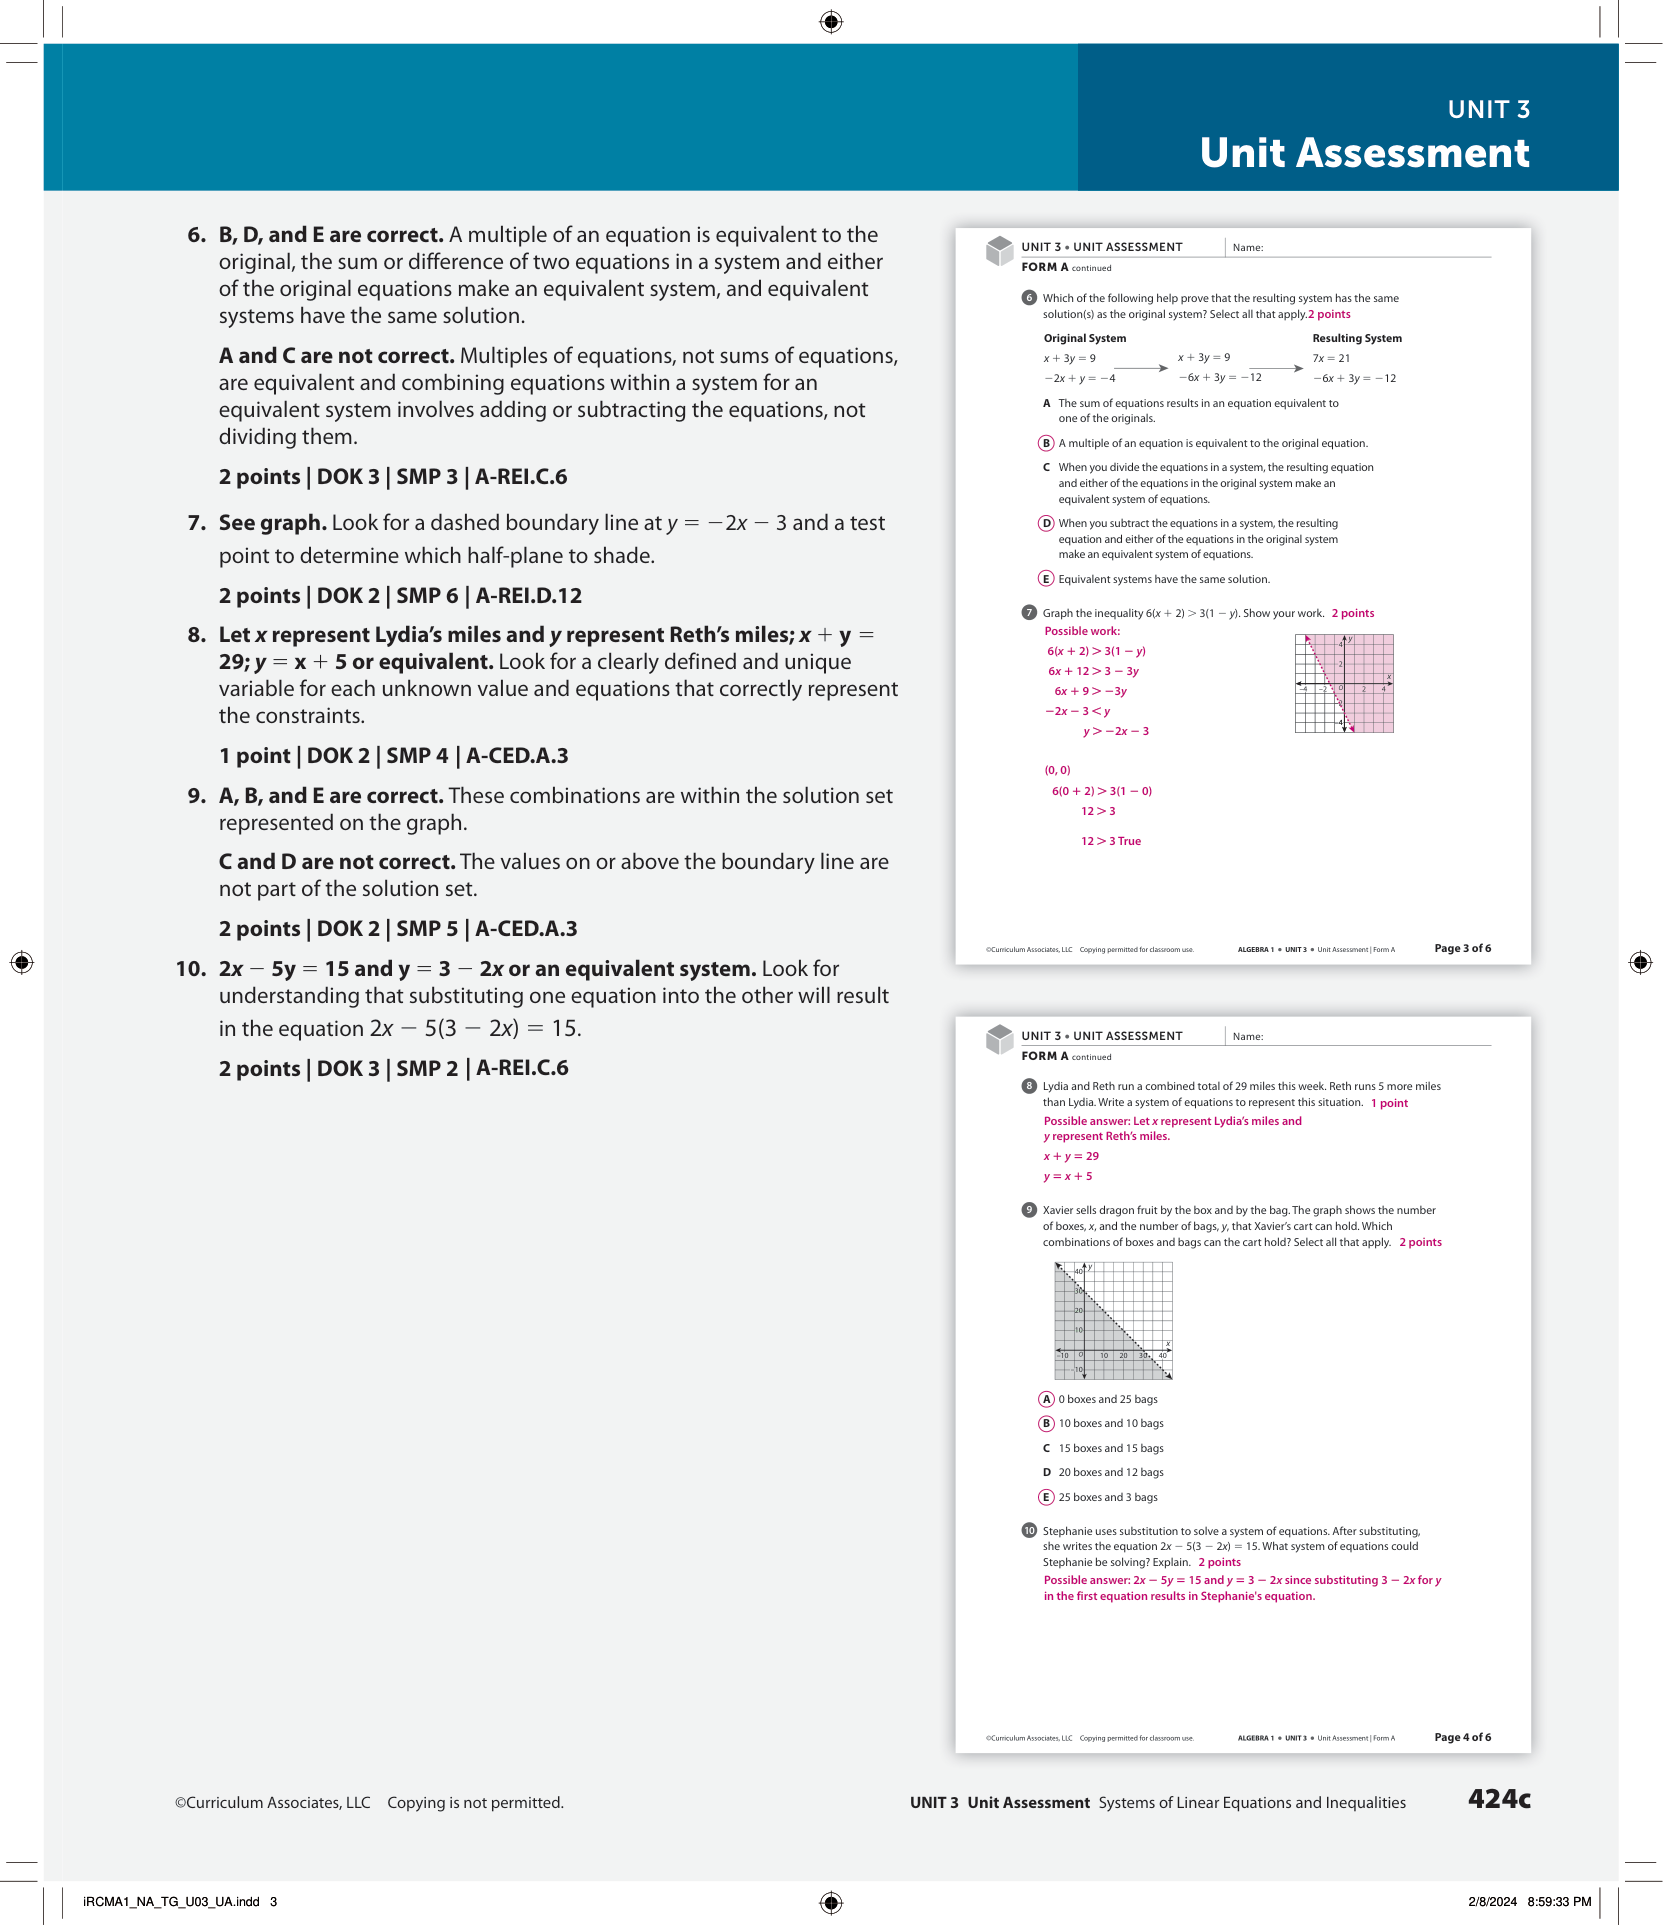 UNIT 3
Unit Assessment
6. B, D, and E are correct. A multiple of an equation is equivalent to the
original, the sum or difference of two equations in a system and either
of the original equations make an equivalent system, and equivalent
systems have the same solution.
A and C are not correct. Multiples of equations, not sums of equations,
are equivalent and combining equations within a system for an
equivalent system involves adding or subtracting the equations, not
dividing them.
2 points | DOK 3 | SMP 3 | A-REI.C.6
7. See graph. Look for a dashed boundary line at y = −2x − 3 and a test
point to determine which half-plane to shade.
2 points | DOK 2 | SMP 6 | A-REI.D.12
8. Let x represent Lydia’s miles and y represent Reth’s miles; x + y =
29; y = x + 5 or equivalent. Look for a clearly defined and unique
variable for each unknown value and equations that correctly represent
the constraints.
1 point | DOK 2 | SMP 4 | A-CED.A.3
9. A, B, and E are correct. These combinations are within the solution set
represented on the graph.
C and D are not correct. The values on or above the boundary line are
not part of the solution set.
2 points | DOK 2 | SMP 5 | A-CED.A.3
10. 2x − 5y = 15 and y = 3 − 2x or an equivalent system. Look for
understanding that substituting one equation into the other will result
in the equation 2x − 5(3 − 2x) = 15.
2 points | DOK 3 | SMP 2 | A-REI.C.6
UNIT 3 • UNIT ASSESSMENT Name:
FORM A continued
6 Which of the following help prove that the resulting system has the same
solution(s) as the original system? Select all that apply. 2 points
Original System Resulting System
x + 3y = 9 x + 3y = 9 7x = 21
−2x + y = −4 −6x + 3y = −12 −6x + 3y = −12
A The sum of equations results in an equation equivalent to
one of the originals.
B A multiple of an equation is equivalent to the original equation.
C When you divide the equations in a system, the resulting equation
and either of the equations in the original system make an
equivalent system of equations.
D When you subtract the equations in a system, the resulting
equation and either of the equations in the original system
make an equivalent system of equations.
E Equivalent systems have the same solution.
7 Graph the inequality 6(x + 2) > 3(1 − y). Show your work. 2 points
Possible work:
6(x + 2) > 3(1 − y)
6x + 12 > 3 − 3y
6x + 9 > −3y
−2x − 3 < y
y > −2x − 3
(0, 0)
6(0 + 2) > 3(1 − 0)
12 > 3
12 > 3 True
y
4
2
x
−4 −2 0 2 4
−4
©Curriculum Associates, LLC Copying permitted for classroom use. ALGEBRA 1 • UNIT 3 • Unit Assessment | Form A Page 3 of 6
UNIT 3 • UNIT ASSESSMENT Name:
FORM A continued
8 Lydia and Reth run a combined total of 29 miles this week. Reth runs 5 more miles
than Lydia. Write a system of equations to represent this situation. 1 point
Possible answer: Let x represent Lydia’s miles and
y represent Reth’s miles.
x + y = 29
y = x + 5
9 Xavier sells dragon fruit by the box and by the bag. The graph shows the number
of boxes, x, and the number of bags, y, that Xavier’s cart can hold. Which
combinations of boxes and bags can the cart hold? Select all that apply. 2 points
y
40
30
20
10
x
−10 0 10 20 30 40
−10
A 0 boxes and 25 bags
B 10 boxes and 10 bags
C 15 boxes and 15 bags
D 20 boxes and 12 bags
E 25 boxes and 3 bags
10 Stephanie uses substitution to solve a system of equations. After substituting,
she writes the equation 2x − 5(3 − 2x) = 15. What system of equations could
Stephanie be solving? Explain. 2 points
Possible answer: 2x − 5y = 15 and y = 3 − 2x since substituting 3 − 2x for y
in the first equation results in Stephanie's equation.
©Curriculum Associates, LLC Copying permitted for classroom use. ALGEBRA 1 • UNIT 3 • Unit Assessment | Form A Page 4 of 6
©Curriculum Associates, LLC Copying is not permitted. UNIT 3 Unit Assessment Systems of Linear Equations and Inequalities 424c
iRCMA1_NA_TG_U03_UA.indd 3 2/8/2024 8:59:33 PM